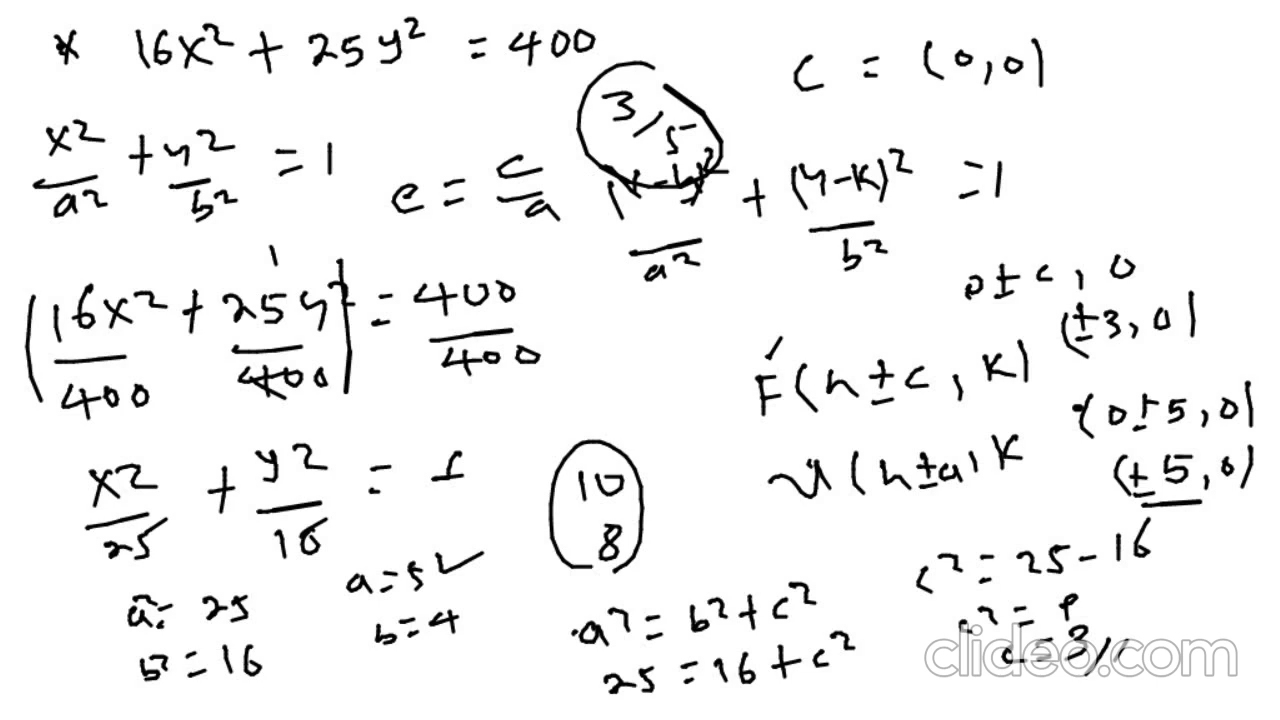 * 16x² + 25y² = 400
C = (0,0)
x²/a² + y²/b² = 1
e = c/a
3/5
(x-h)²/a² + (y-k)²/b² = 1
0±c, 0
(±3, 0)
(16x²/400 + 25y²/400) = 400/400
F(h±c, k)
(0±5, 0)
V(h±a, k
(±5, 0)
x²/25 + y²/16 = 1
10
8
a² = 25
b² = 16
a = 5
b = 4
a² = b² + c²
25 = 16 + c²
c² = 25 - 16
c = 3
clideo.com